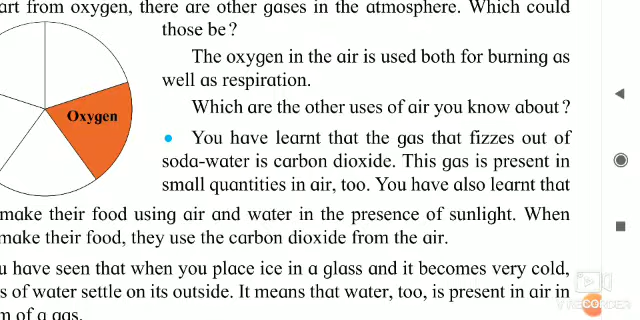 art from oxygen, there are other gases in the atmosphere. Which could
those be?
The oxygen in the air is used both for burning as
well as respiration.
Oxygen
Which are the other uses of air you know about?
• You have learnt that the gas that fizzes out of
soda-water is carbon dioxide. This gas is present in
small quantities in air, too. You have also learnt that
make their food using air and water in the presence of sunlight. When
make their food, they use the carbon dioxide from the air.
u have seen that when you place ice in a glass and it becomes very cold,
s of water settle on its outside. It means that water, too, is present in air in
m of a gas.
RECORDER